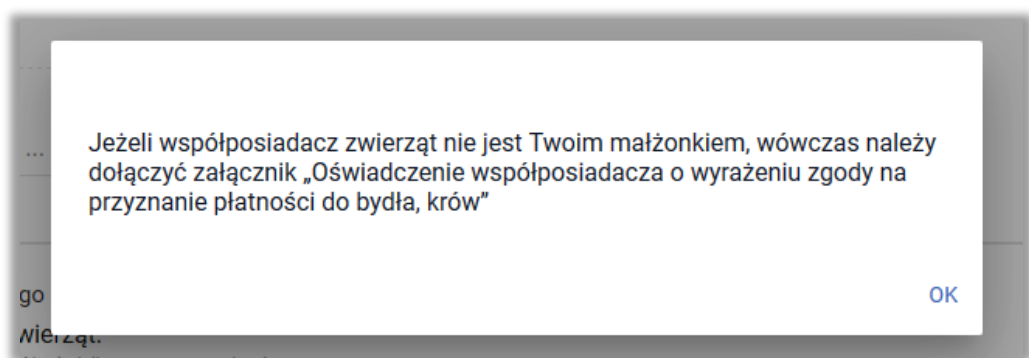 Jeżeli współposiadacz zwierząt nie jest Twoim małżonkiem, wówczas należy
...
dołączyć załącznik „Oświadczenie współposiadacza o wyrażeniu zgody na
przyznanie płatności do bydła, krów”
go
OK